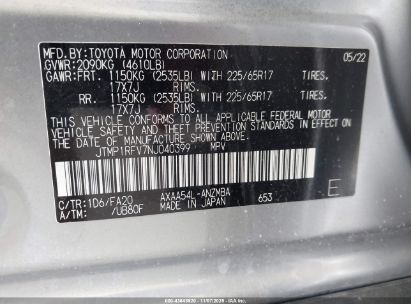 MFD. BY: TOYOTA MOTOR CORPORATION 05/22
GVWR: 2090KG (4610LB)
GAWR: FRT. 1150KG (2535LB) WITH 225/65R17 TIRES.
17X7J RIMS.
RR. 1150KG (2535LB) WITH 225/65R17 TIRES.
17X7J RIMS.
THIS VEHICLE CONFORMS TO ALL APPLICABLE FEDERAL MOTOR
VEHICLE SAFETY AND BUMPER STANDARDS IN EFFECT ON
THE DATE OF MANUFACTURE SHOWN ABOVE.
JTMP1RFV7NJ040399 MPV
C/TR: 1D6/FA20 AXAA54L-ANZMBA 653
A/TM: /UB80F MADE IN JAPAN E